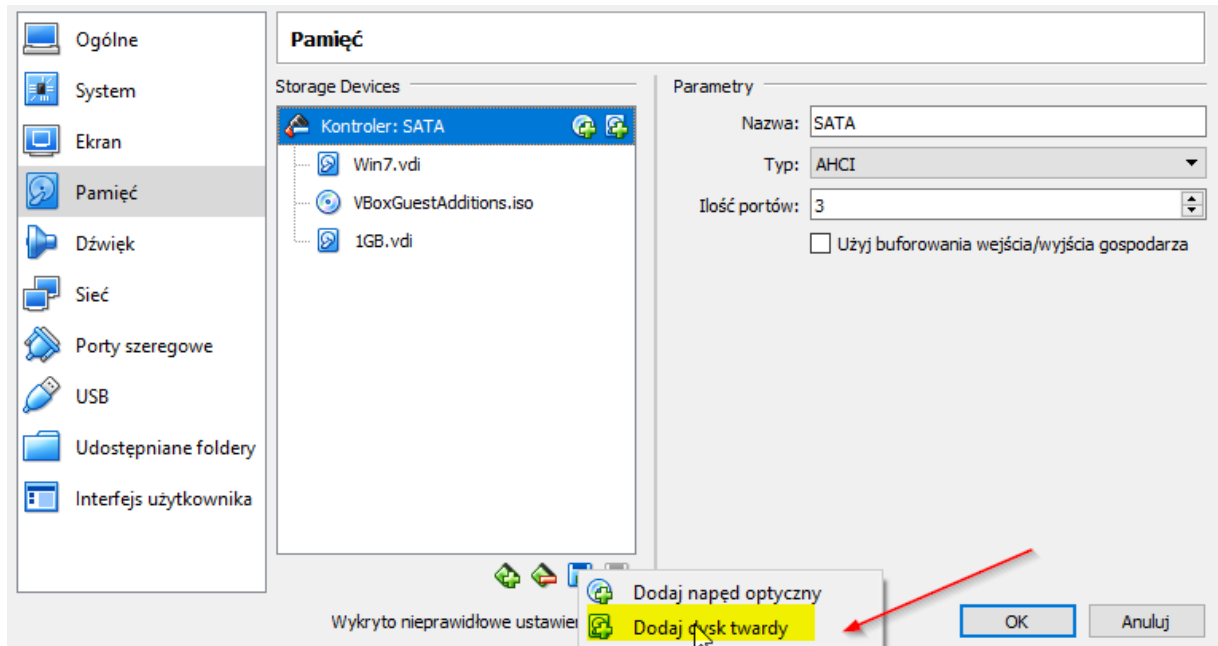 Ogólne
System
Ekran
Pamięć
Dźwięk
Sieć
Porty szeregowe
USB
Udostępniane foldery
Interfejs użytkownika
Pamięć
Storage Devices
Kontroler: SATA
Win7.vdi
VBoxGuestAdditions.iso
1GB.vdi
Parametry
Nazwa: SATA
Typ: AHCI
Ilość portów: 3
Użyj buforowania wejścia/wyjścia gospodarza
Dodaj napęd optyczny
Dodaj dysk twardy
Wykryto nieprawidłowe
OK
Anuluj